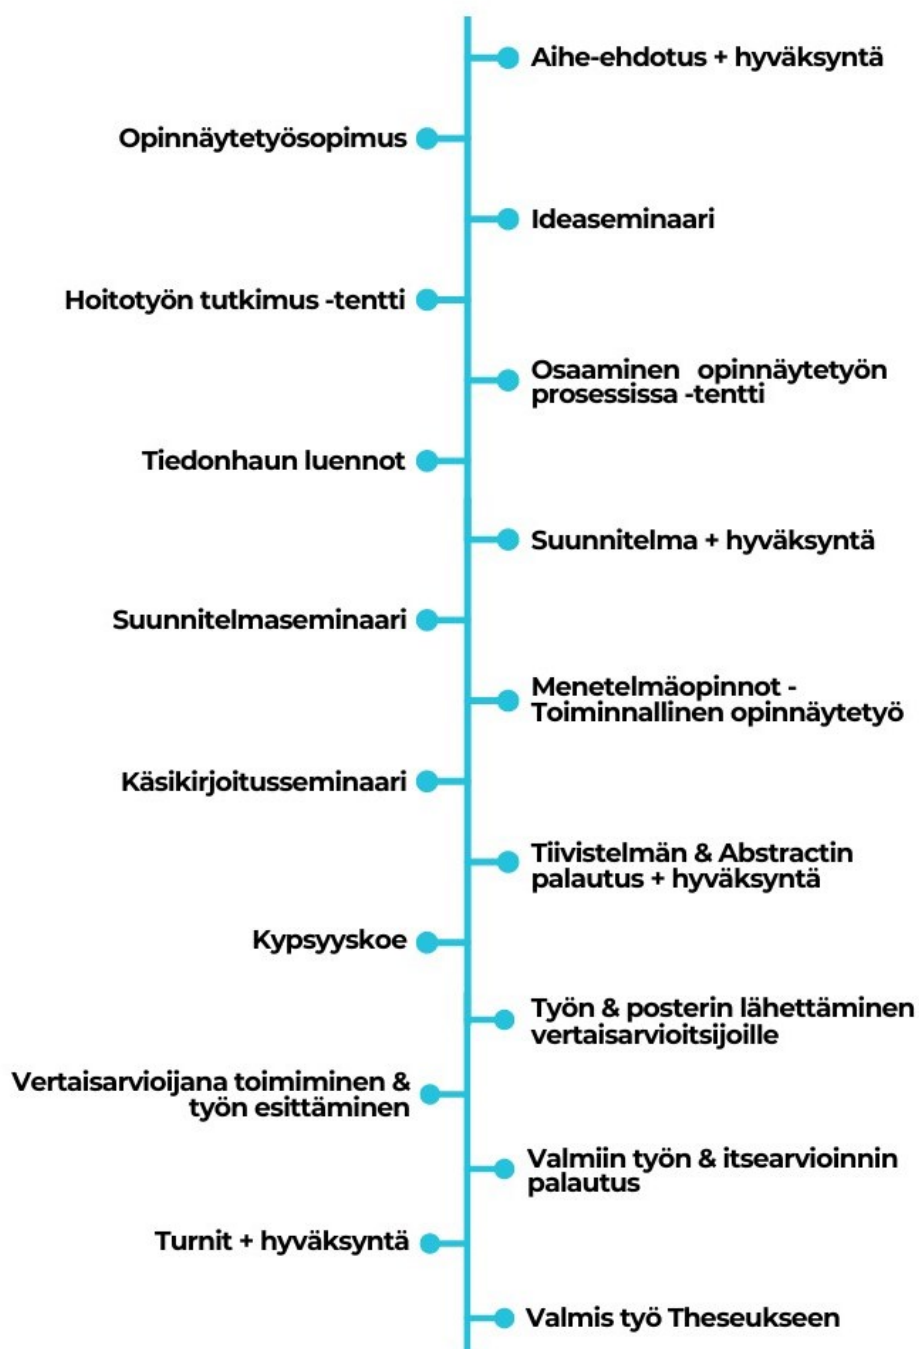 Aihe-ehdotus + hyväksyntä
Opinnäytetyösopimus
Ideaseminaari
Hoitotyön tutkimus -tentti
Osaaminen opinnäytetyön
prosessissa -tentti
Tiedonhaun luennot
Suunnitelma + hyväksyntä
Suunnitelmaseminaari
Menetelmäopinnot -
Toiminnallinen opinnäytetyö
Käsikirjoitusseminaari
Tiivistelmän & Abstractin
palautus + hyväksyntä
Kypsyyskoe
Työn & posterin lähettäminen
vertaisarvioitsijoille
Vertaisarvioijana toimiminen &
työn esittäminen
Valmiin työn & itsearvioinnin
palautus
Turnit + hyväksyntä
Valmis työ Theseukseen